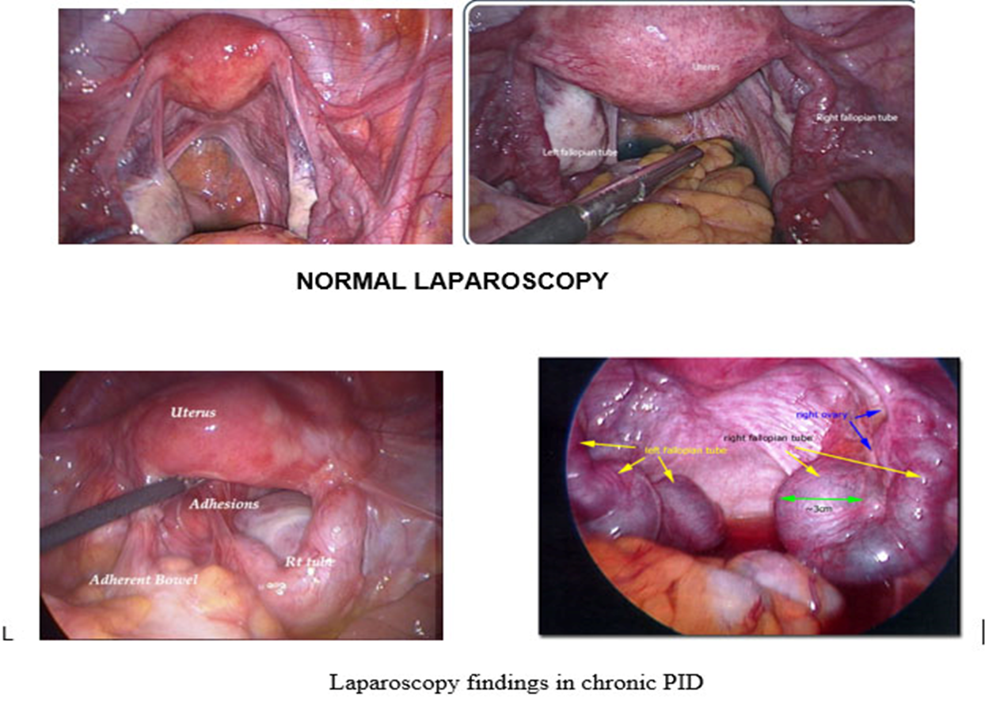 Uterin
Right fallopian tube
Left fallopian tube
NORMAL LAPAROSCOPY
Uterus
Adhesions
Rt tube
Adherent Bowel
right ovary
right fallopian tube
left fallopian tube
~3cm
L
Laparoscopy findings in chronic PID